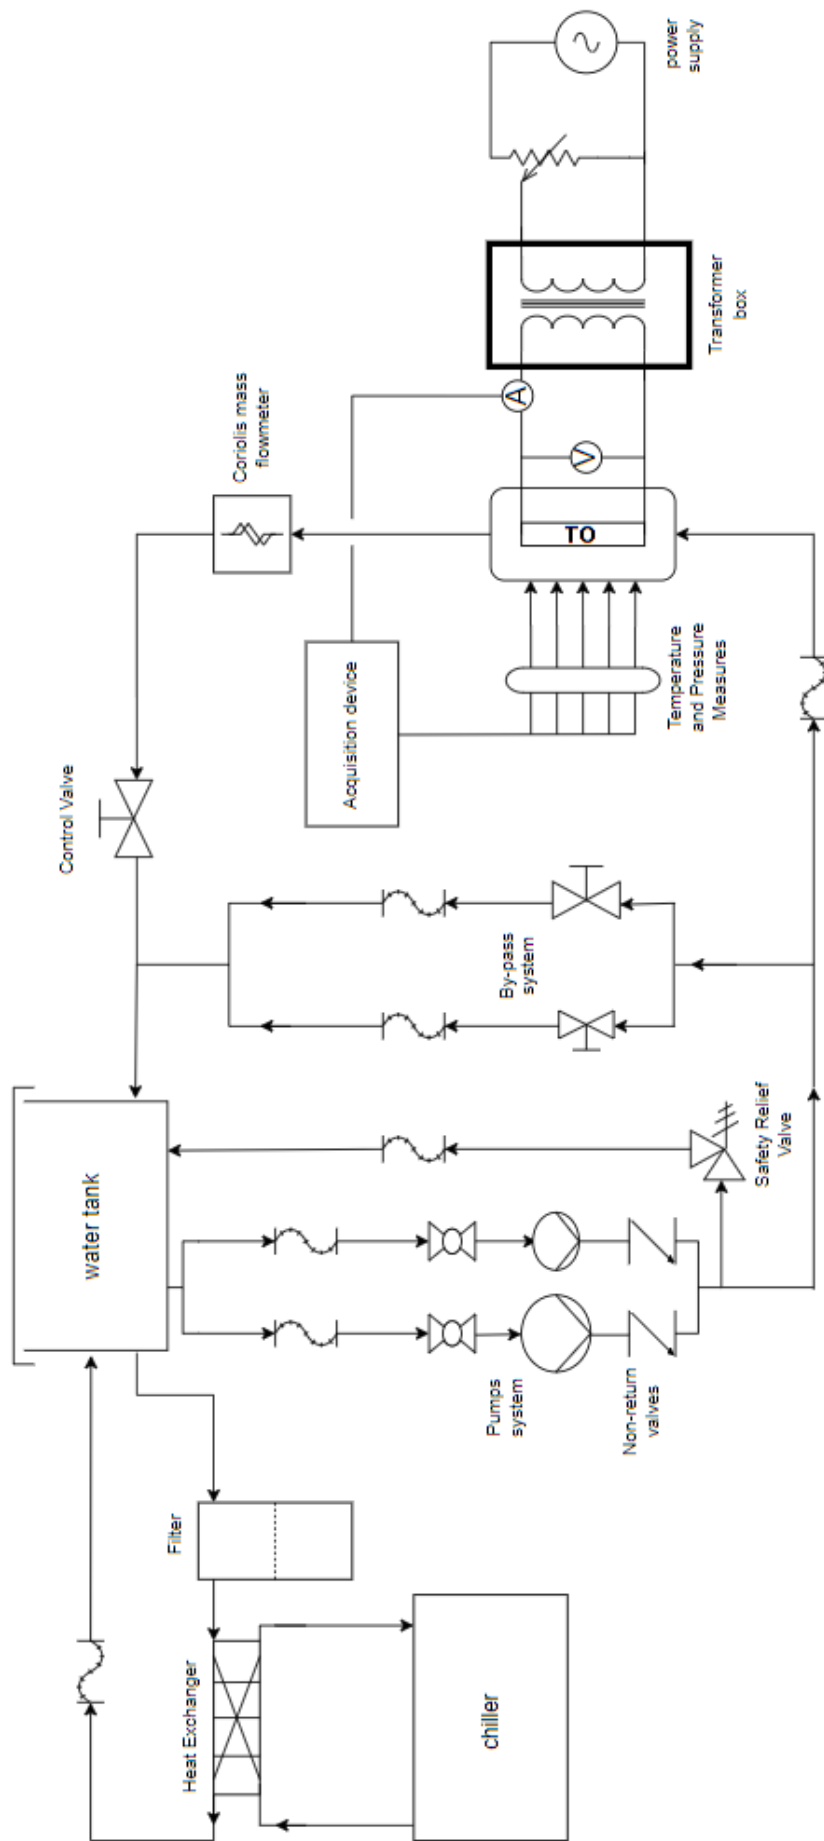 power
supply
Transformer
box
Coriolis mass
flowmeter
A
V
TO
Acquisition device
Temperature
and Pressure
Measures
Control Valve
By-pass
system
water tank
Safety Relief
Valve
Pumps
system
Non-return
valves
Filter
Heat Exchanger
chiller